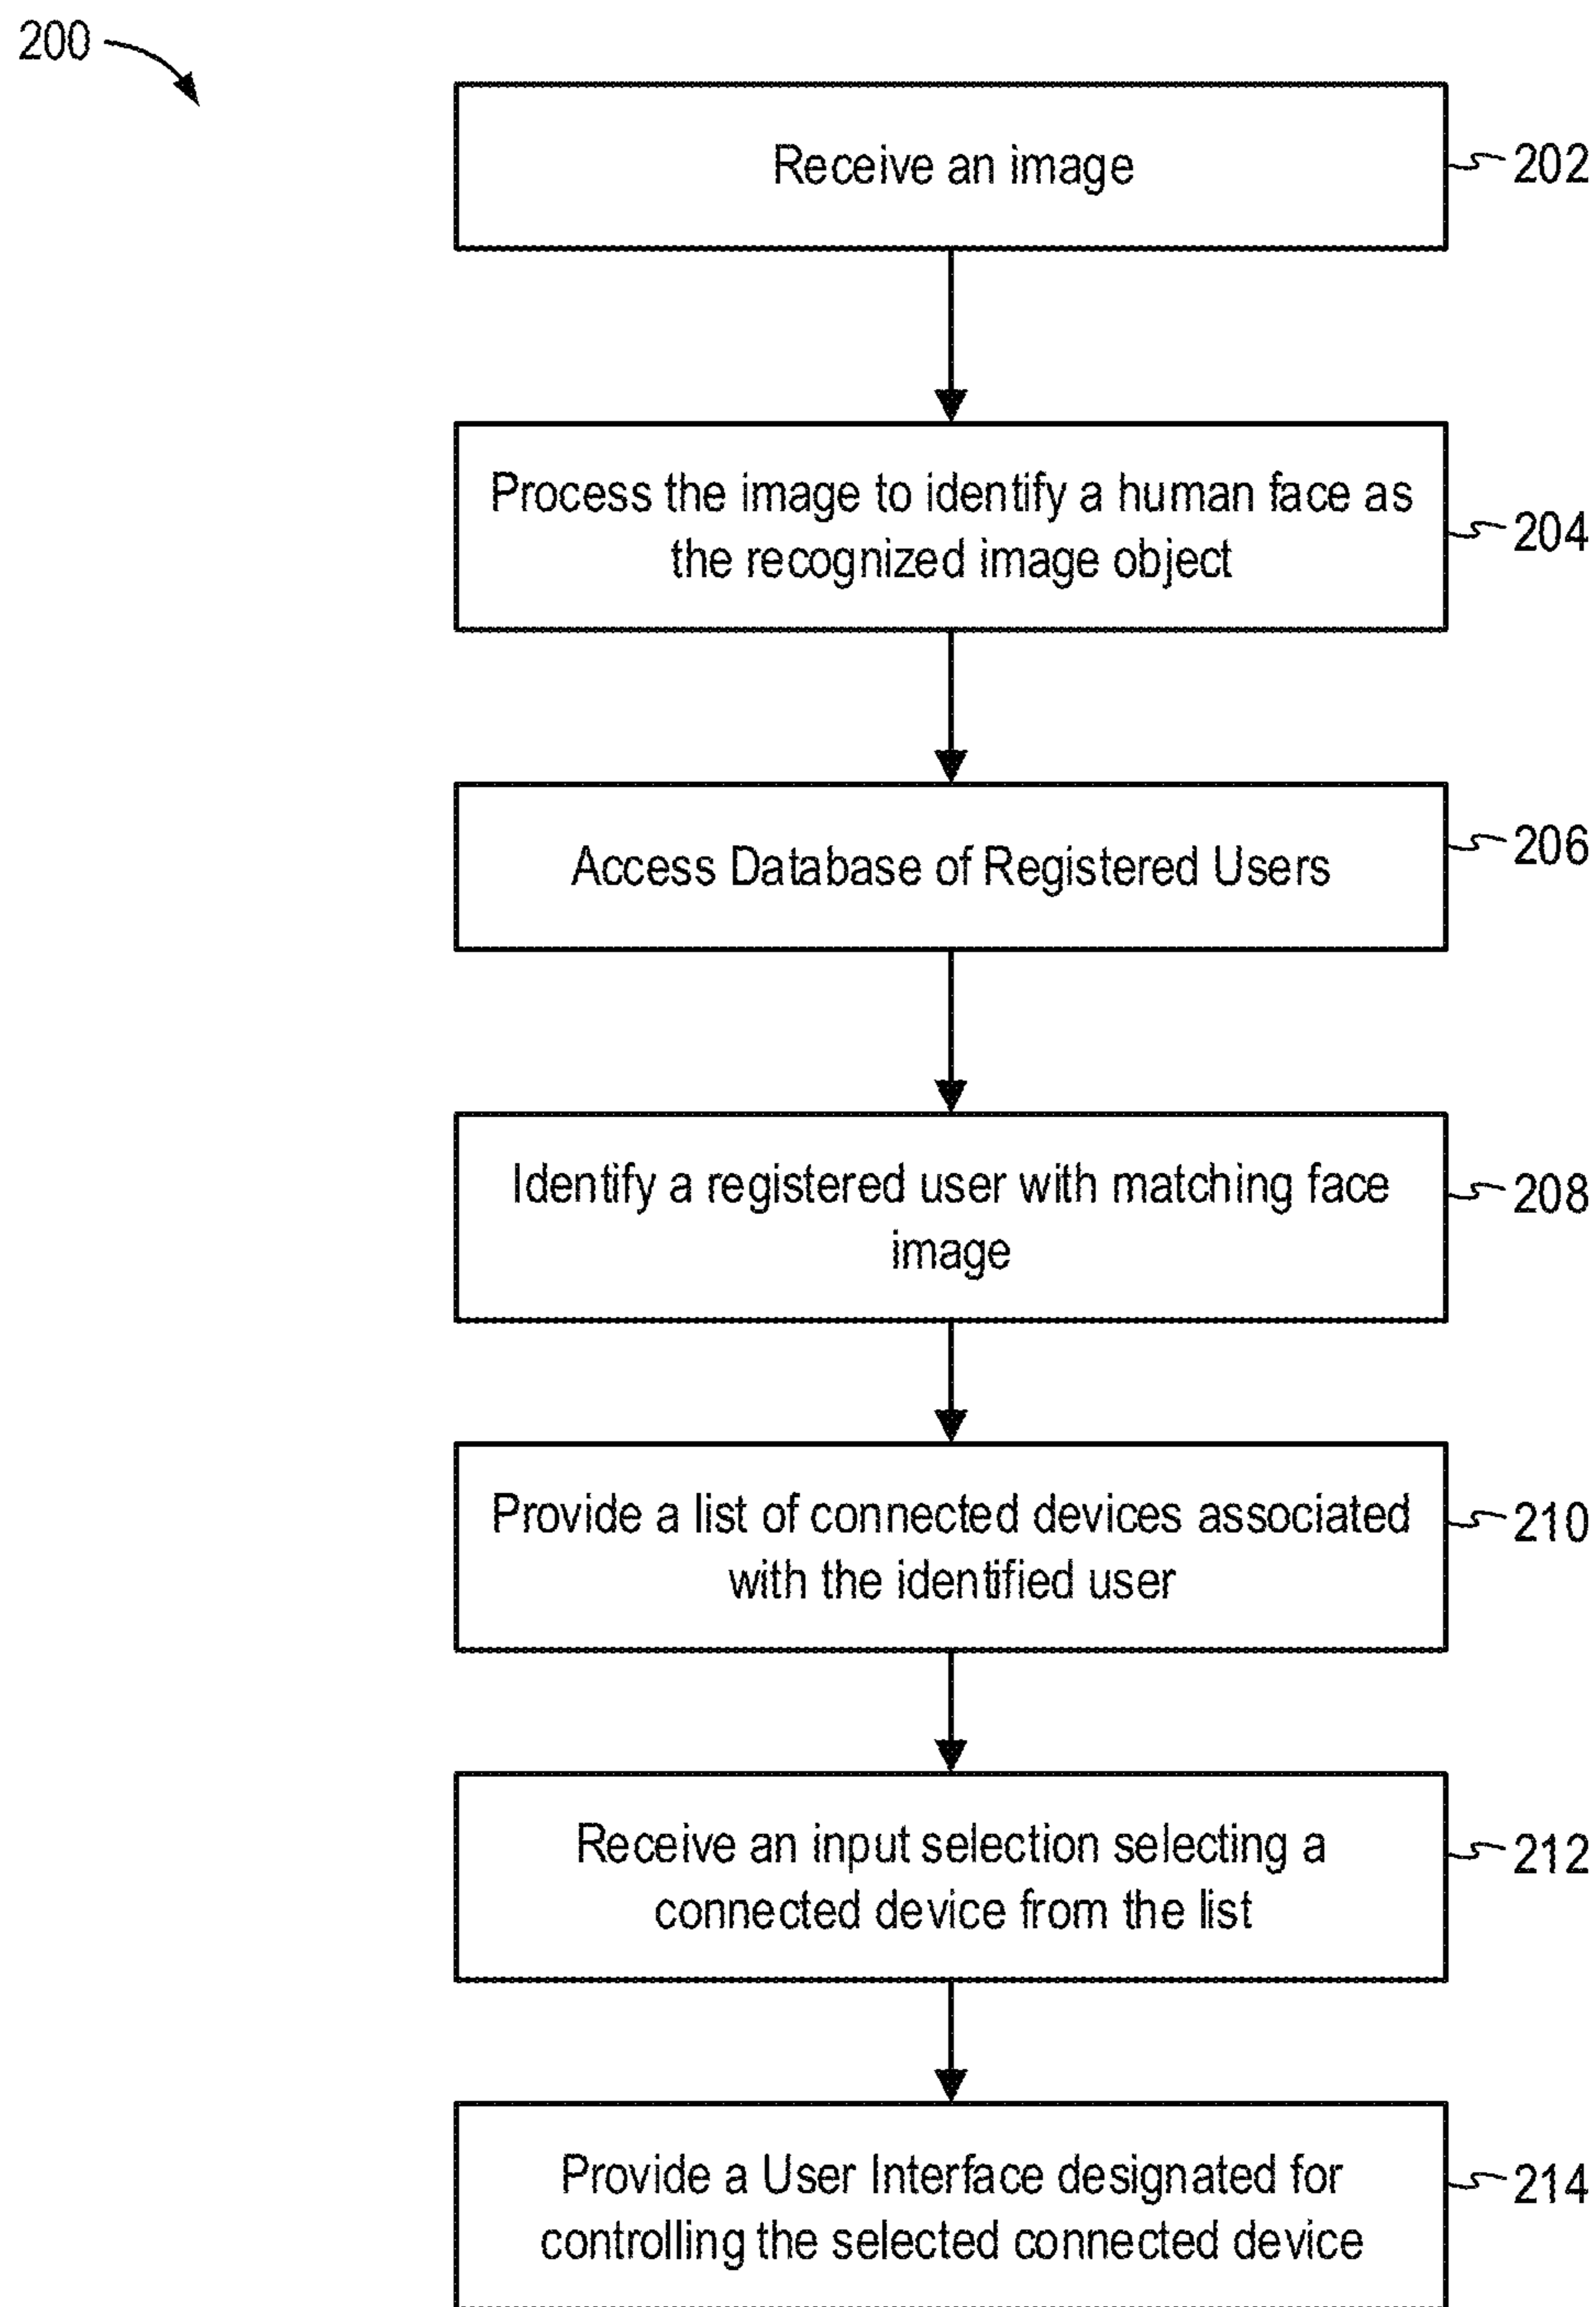 200
Receive an image
202
Process the image to identify a human face as
the recognized image object
204
Access Database of Registered Users
206
Identify a registered user with matching face
image
208
Provide a list of connected devices associated
with the identified user
210
Receive an input selection selecting a
connected device from the list
212
Provide a User Interface designated for
controlling the selected connected device
214